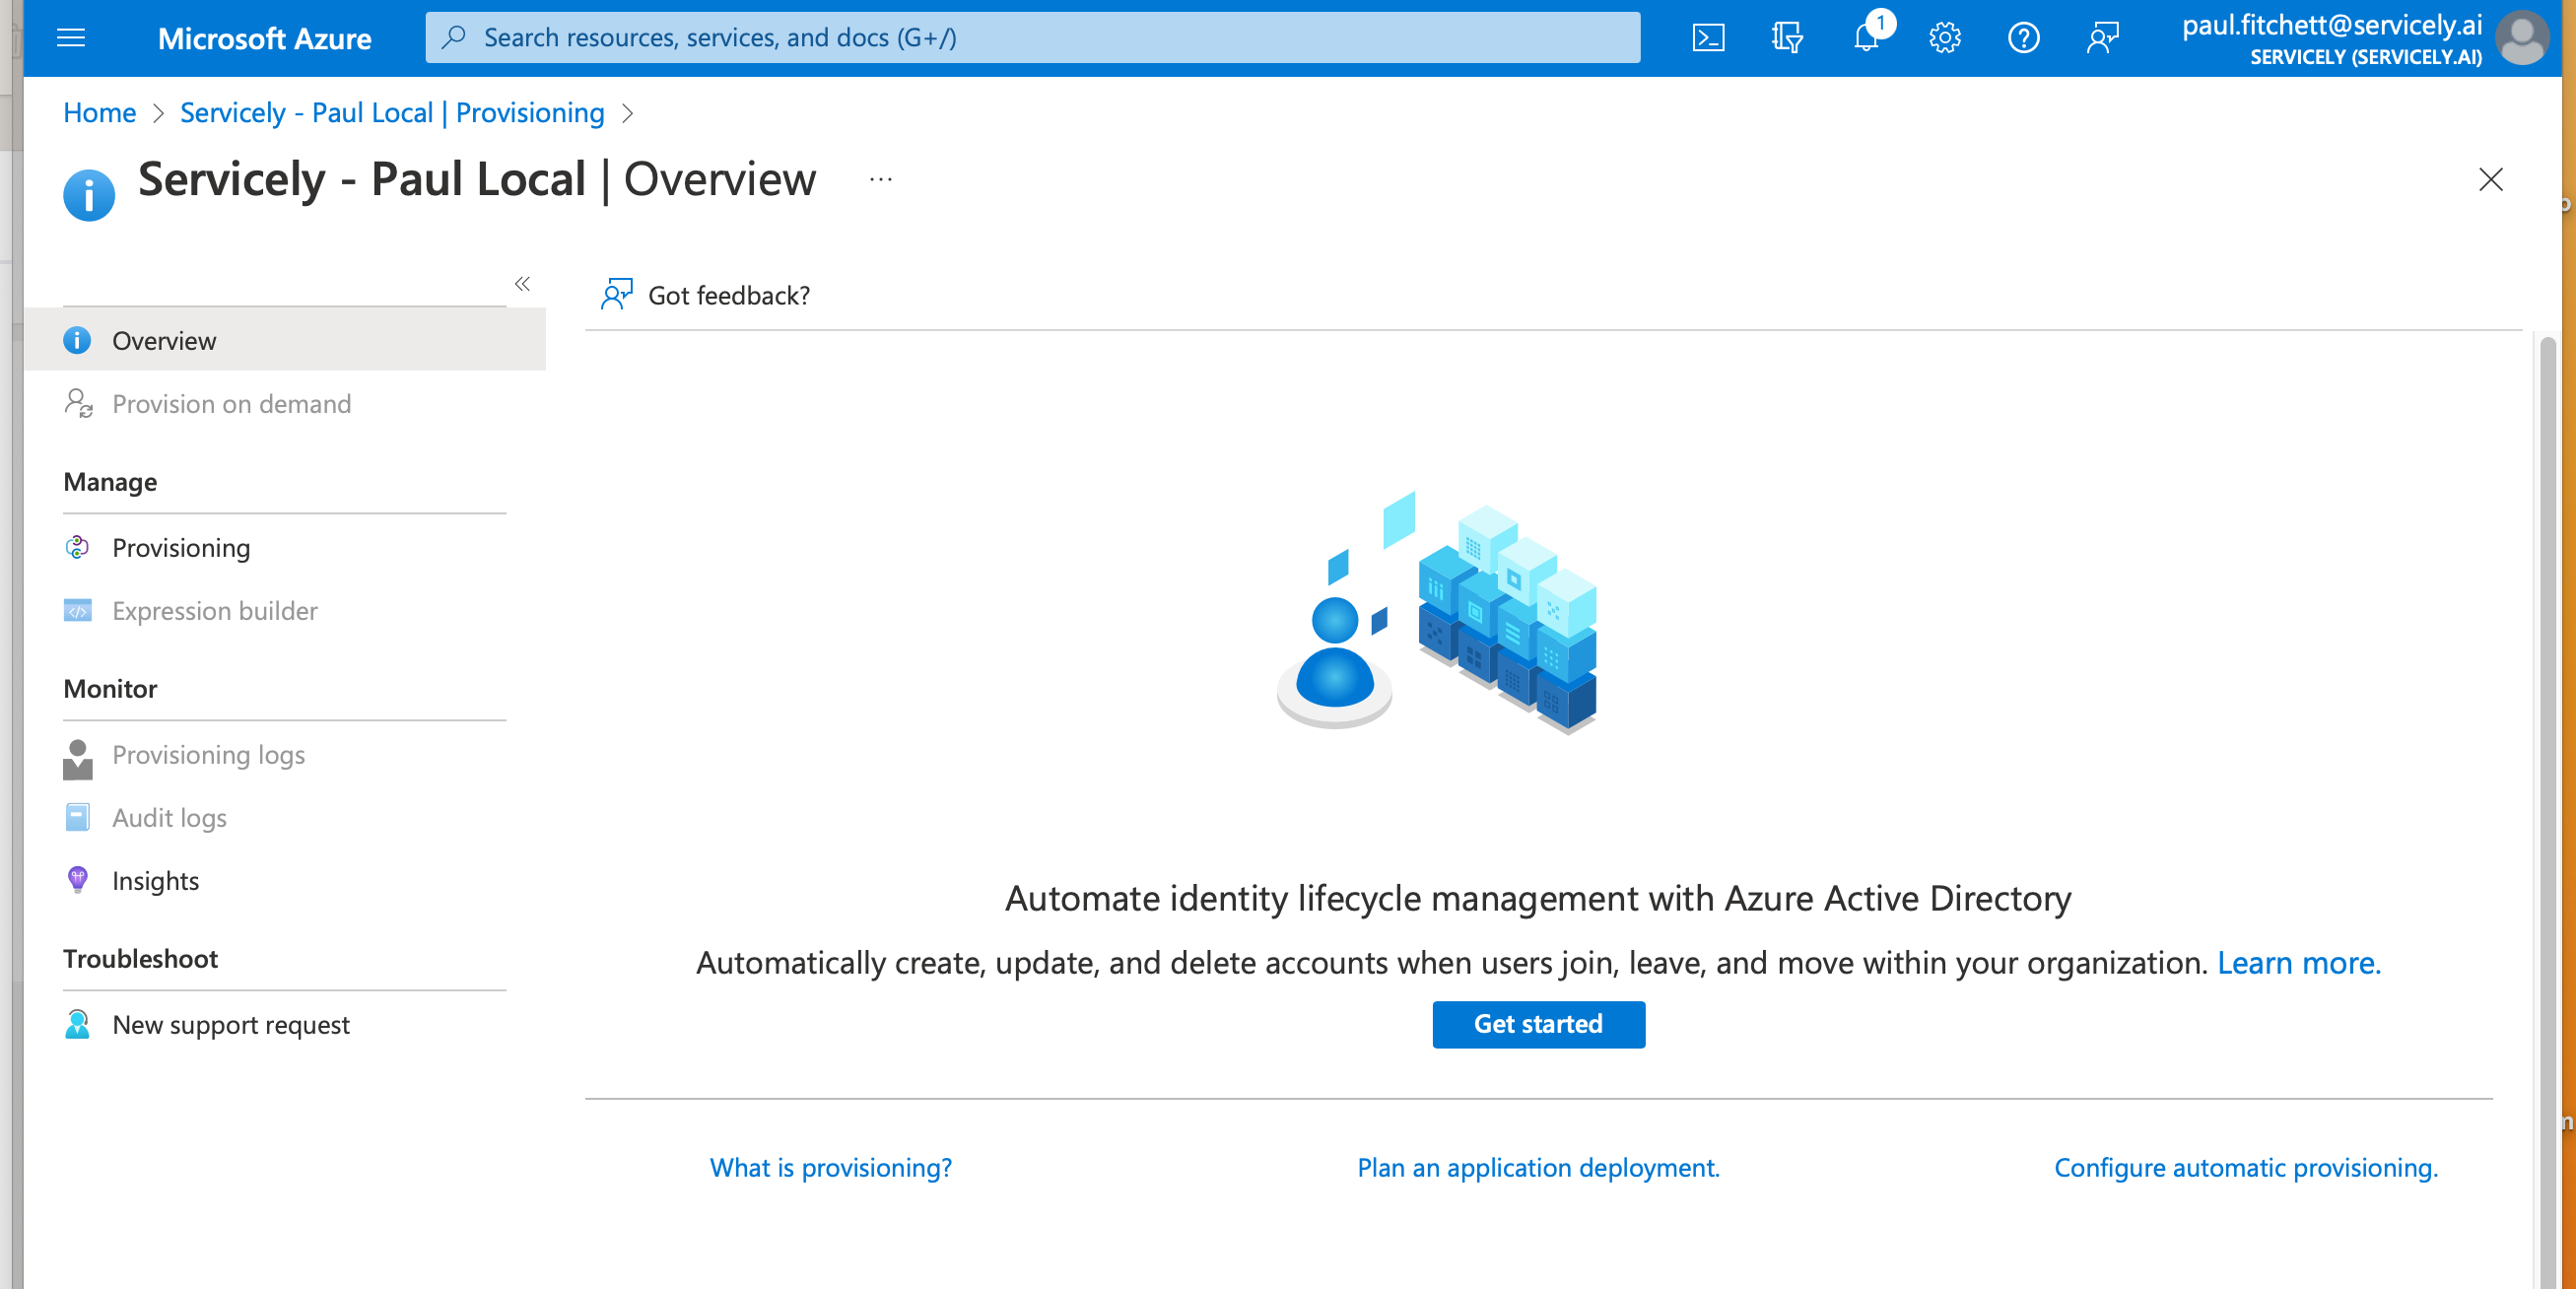 Microsoft Azure
Search resources, services, and docs (G+/)
1
paul.fitchett@servicely.ai
SERVICELY (SERVICELY.AI)
Home > Servicely - Paul Local | Provisioning >
Servicely - Paul Local | Overview ...
Got feedback?
Overview
Provision on demand
Manage
Provisioning
Expression builder
Monitor
Provisioning logs
Audit logs
Insights
Troubleshoot
New support request
Automate identity lifecycle management with Azure Active Directory
Automatically create, update, and delete accounts when users join, leave, and move within your organization. Learn more.
Get started
What is provisioning?
Plan an application deployment.
Configure automatic provisioning.